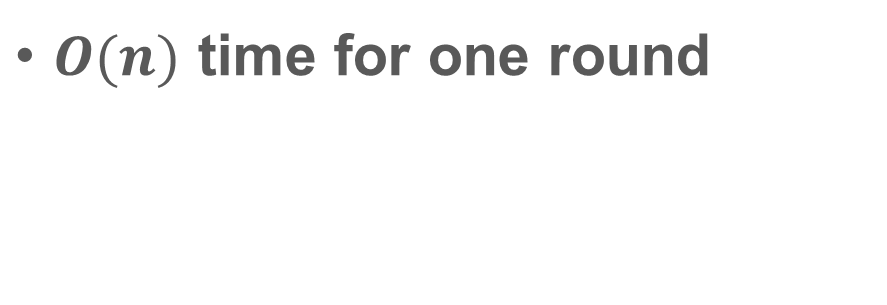 • O(n) time for one round